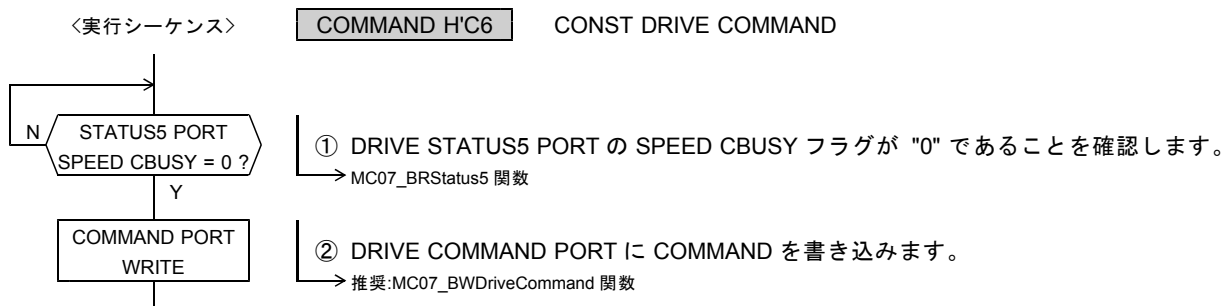 〈実行シーケンス〉 COMMAND H'C6 CONST DRIVE COMMAND
N
STATUS5 PORT
SPEED CBUSY = 0 ?
① DRIVE STATUS5 PORT の SPEED CBUSY フラグが "0" であることを確認します。
MC07_BRStatus5 関数
Y
COMMAND PORT
WRITE
② DRIVE COMMAND PORT に COMMAND を書き込みます。
推奨:MC07_BWDriveCommand 関数